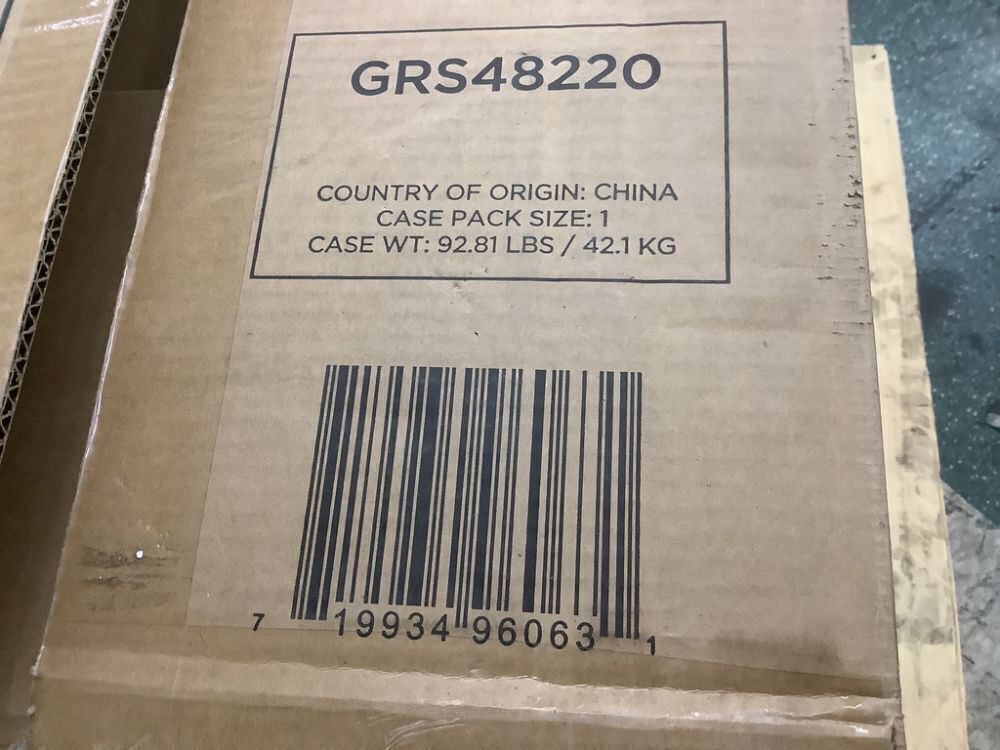 GRS48220
COUNTRY OF ORIGIN: CHINA
CASE PACK SIZE: 1
CASE WT: 92.81 LBS / 42.1 KG
7 19934 96063 1